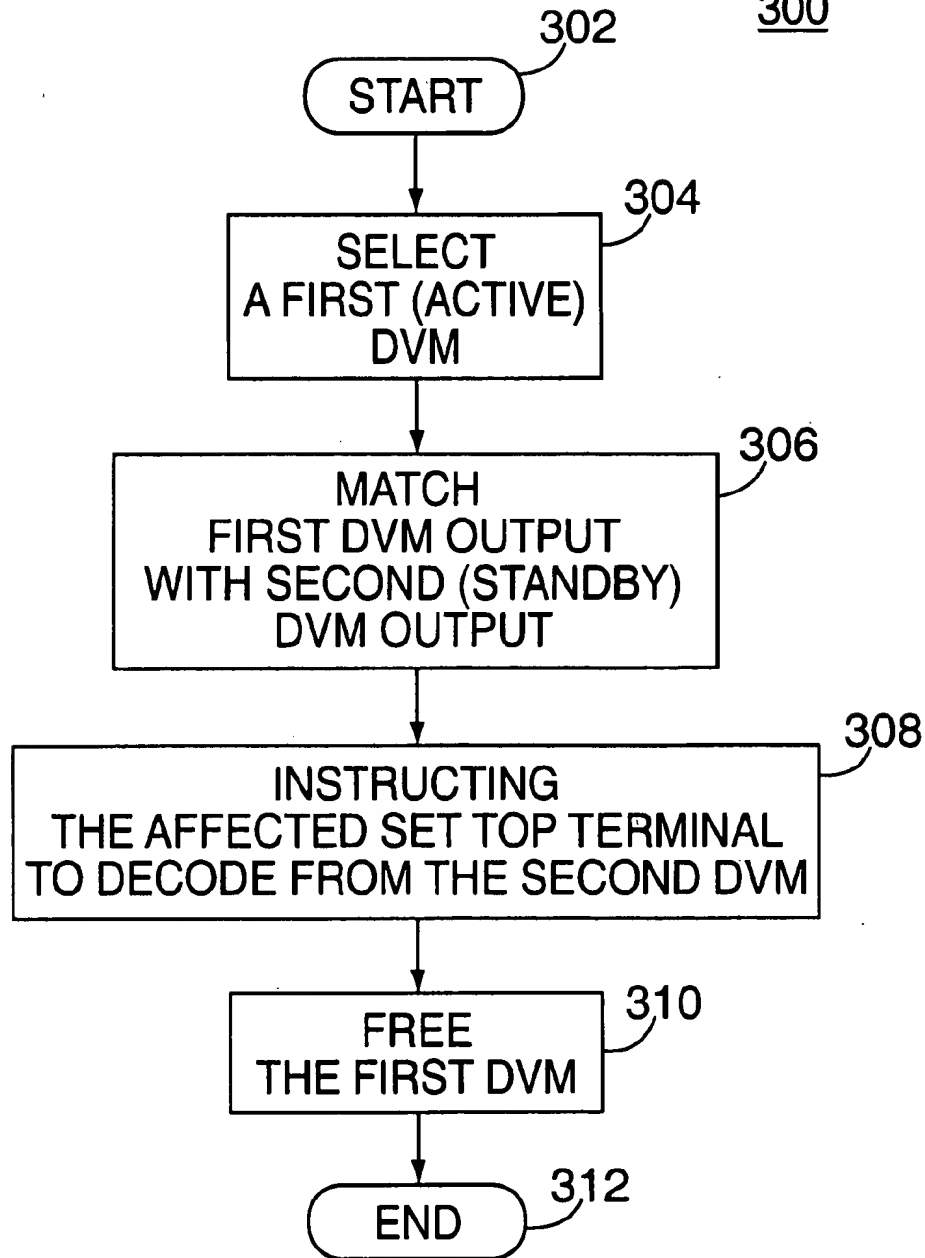 300
302
START
304
SELECT
A FIRST (ACTIVE)
DVM
306
MATCH
FIRST DVM OUTPUT
WITH SECOND (STANDBY)
DVM OUTPUT
308
INSTRUCTING
THE AFFECTED SET TOP TERMINAL
TO DECODE FROM THE SECOND DVM
310
FREE
THE FIRST DVM
312
END